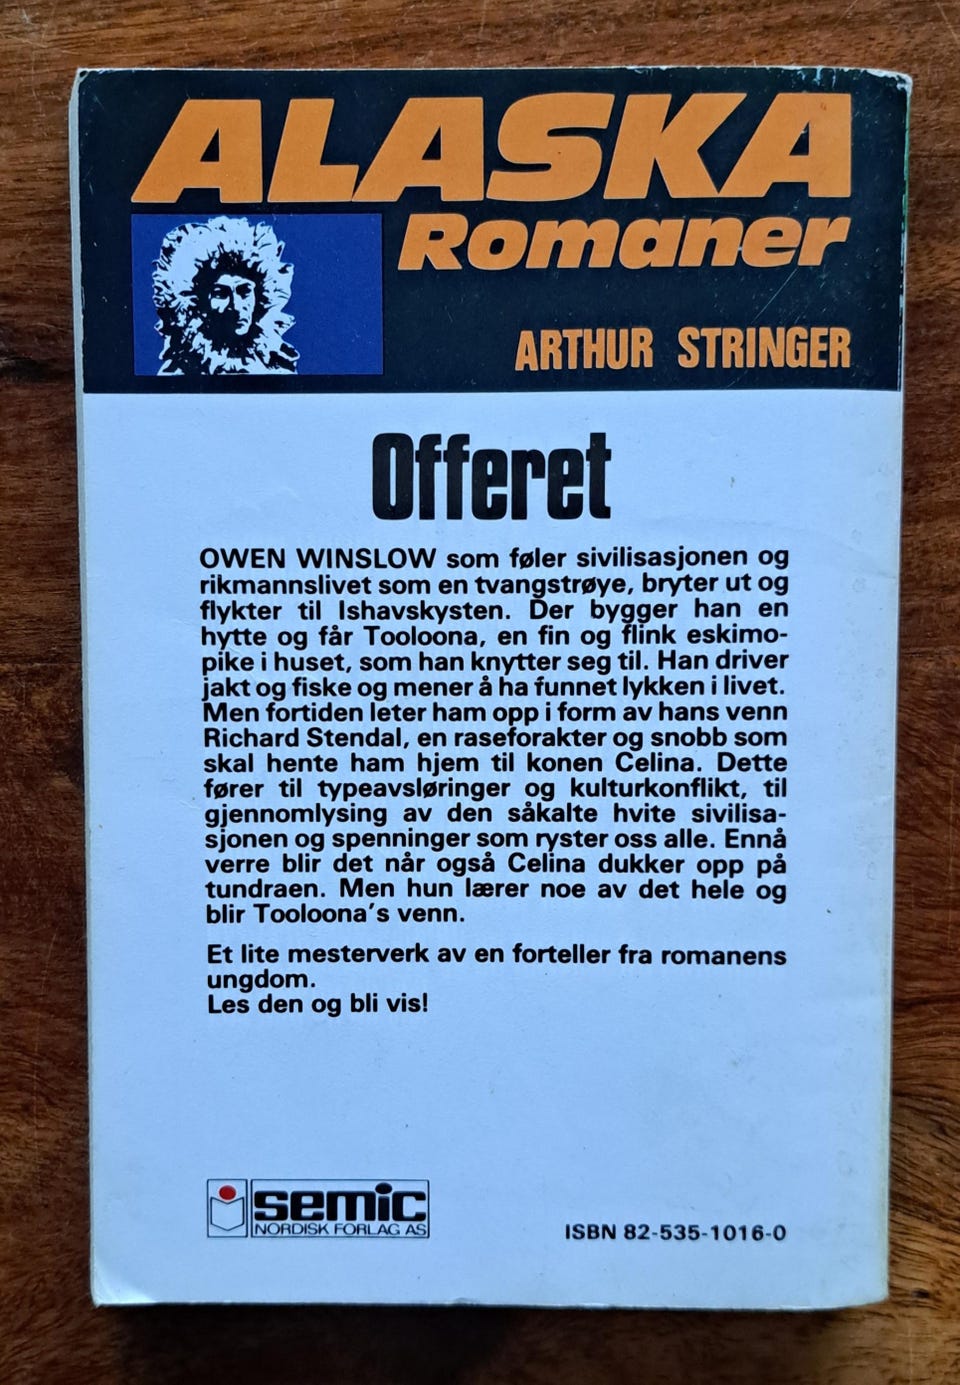 ALASKA
Romaner
ARTHUR STRINGER
Offeret
OWEN WINSLOW som føler sivilisasjonen og
rikmannslivet som en tvangstrøye, bryter ut og
flykter til Ishavskysten. Der bygger han en
hytte og får Tooloona, en fin og flink eskimo-
pike i huset, som han knytter seg til. Han driver
jakt og fiske og mener å ha funnet lykken i livet.
Men fortiden leter ham opp i form av hans venn
Richard Stendal, en raseforakter og snobb som
skal hente ham hjem til konen Celina. Dette
fører til typeavsløringer og kulturkonflikt, til
gjennomlysing av den såkalte hvite sivilisa-
sjonen og spenninger som ryster oss alle. Ennå
verre blir det når også Celina dukker opp på
tundraen. Men hun lærer noe av det hele og
blir Tooloona's venn.
Et lite mesterverk av en forteller fra romanens
ungdom.
Les den og bli vis!
semic
NORDISK FORLAG AS
ISBN 82-535-1016-0